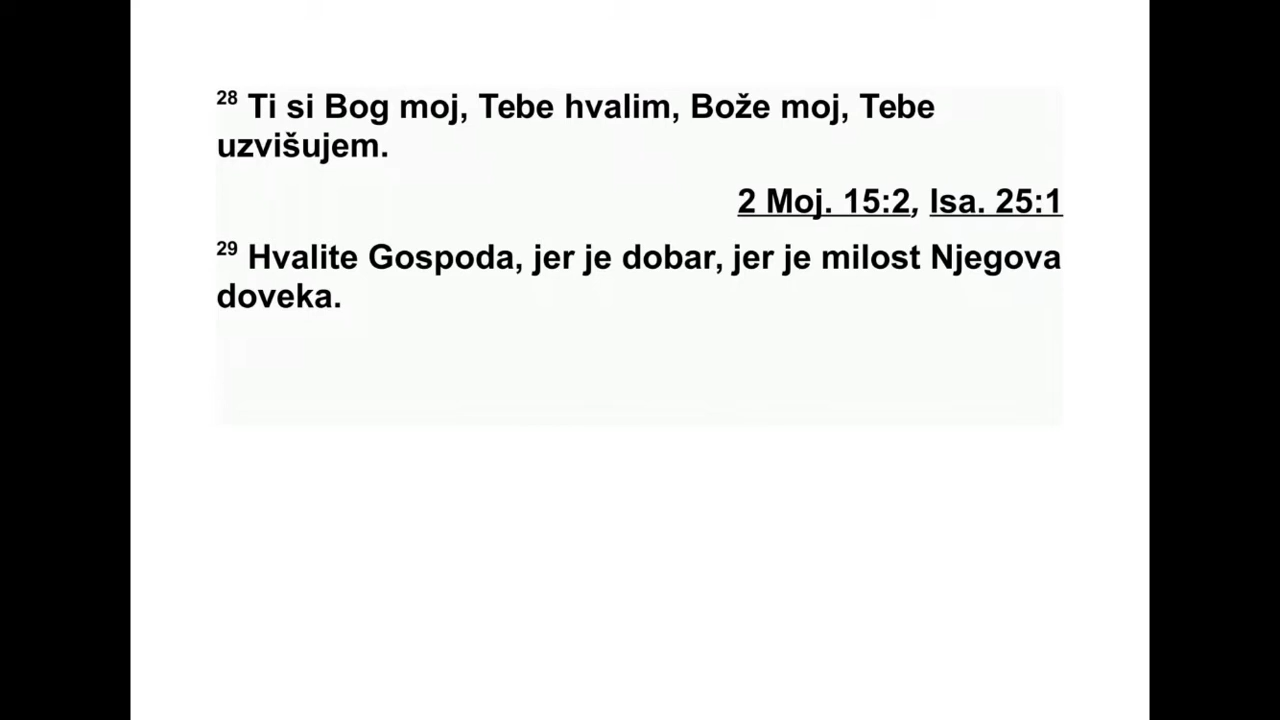 28 Ti si Bog moj, Tebe hvalim, Bože moj, Tebe
uzvišujem.
2 Moj. 15:2, Isa. 25:1
29 Hvalite Gospoda, jer je dobar, jer je milost Njegova
doveka.